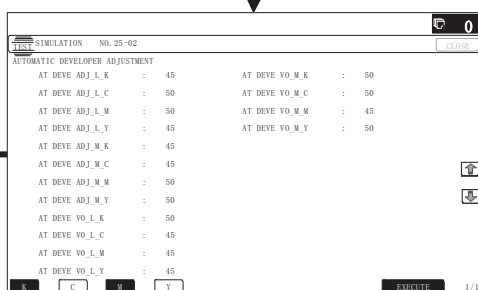 0
TEST SIMULATION NO. 25-02 CLOSE
AUTOMATIC DEVELOPER ADJUSTMENT
AT DEVE ADJ_L_K : 45 AT DEVE VO_M_K : 50
AT DEVE ADJ_L_C : 50 AT DEVE VO_M_C : 50
AT DEVE ADJ_L_M : 50 AT DEVE VO_M_M : 45
AT DEVE ADJ_L_Y : 45 AT DEVE VO_M_Y : 50
AT DEVE ADJ_M_K : 45
AT DEVE ADJ_M_C : 45
AT DEVE ADJ_M_M : 50
AT DEVE ADJ_M_Y : 50
AT DEVE VO_L_K : 50
AT DEVE VO_L_C : 45
AT DEVE VO_L_M : 45
AT DEVE VO_L_Y : 45
K C M Y EXECUTE 1/1